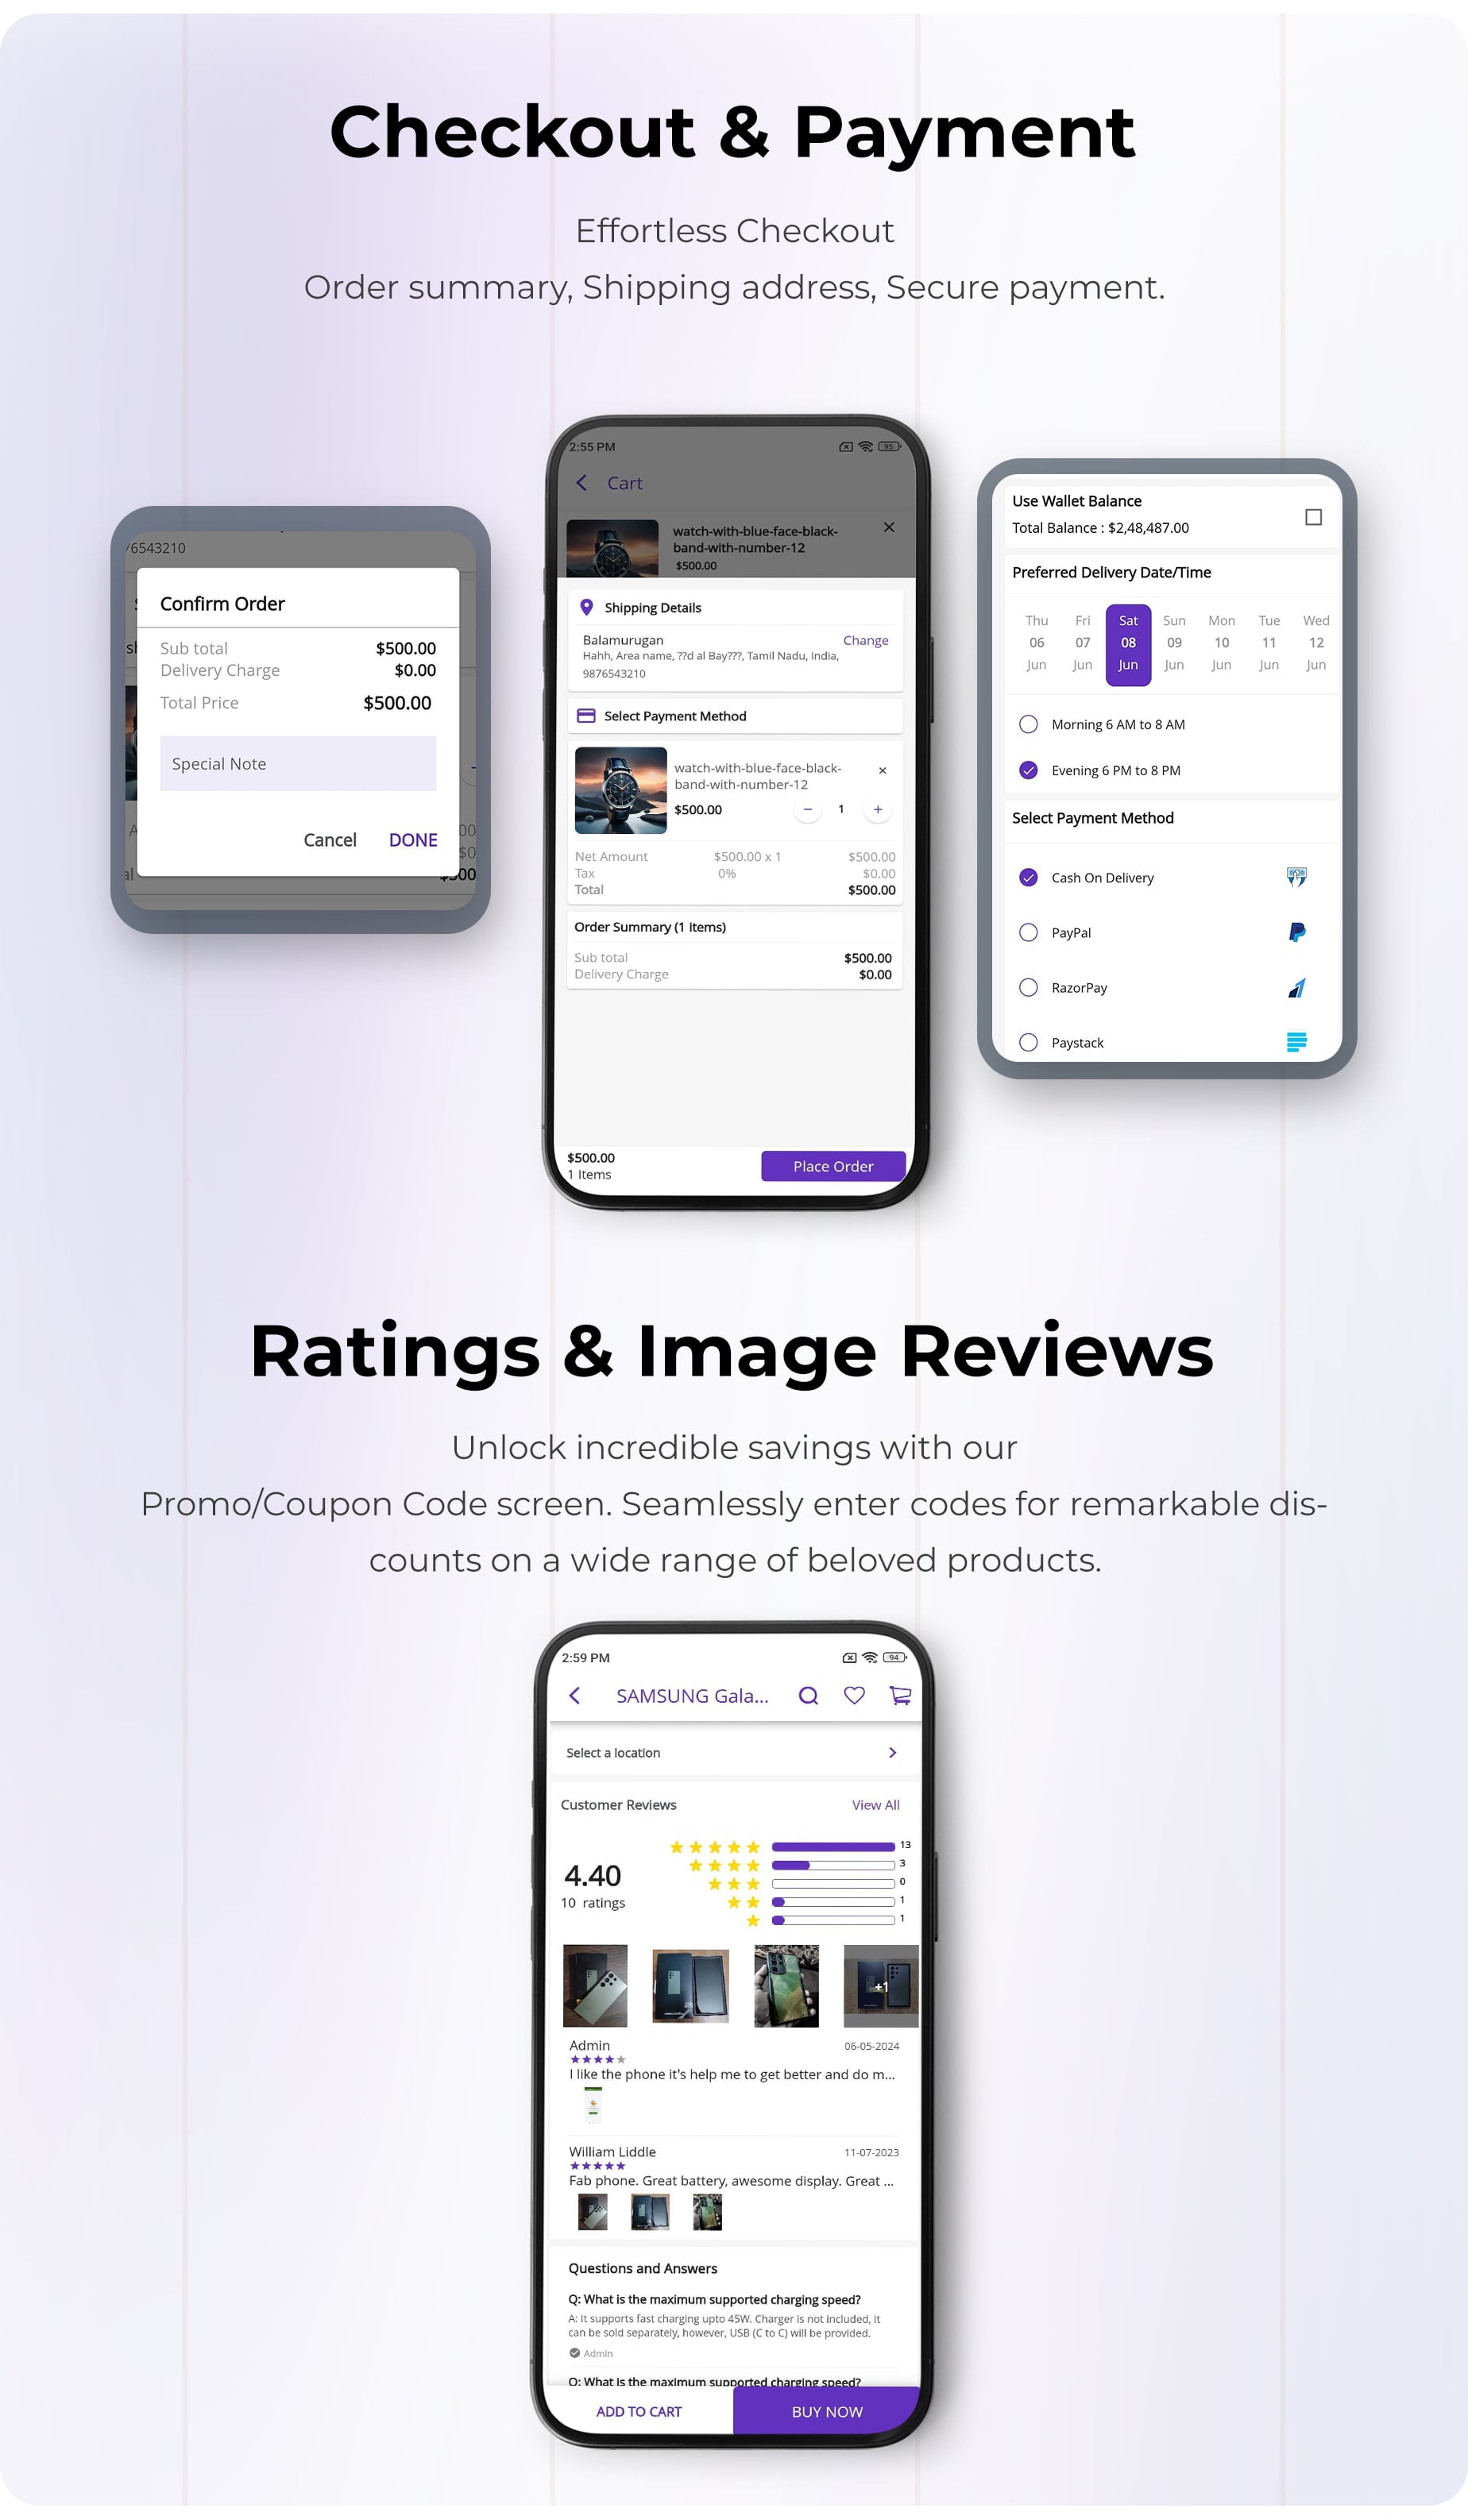 Checkout & Payment
Effortless Checkout
Order summary, Shipping address, Secure payment.
76543210
Confirm Order
Sub total $500.00
Delivery Charge $0.00
Total Price $500.00
Special Note
Cancel DONE
2:55 PM 95
Cart
watch-with-blue-face-black-
band-with-number-12
$500.00
Shipping Details
Balamurugan Change
Hahh, Area name, ??d al Bay???, Tamil Nadu, India,
9876543210
Select Payment Method
watch-with-blue-face-black-
band-with-number-12
$500.00 − 1 +
Net Amount $500.00 x 1 $500.00
Tax 0% $0.00
Total $500.00
Order Summary (1 items)
Sub total $500.00
Delivery Charge $0.00
$500.00
1 Items
Place Order
Use Wallet Balance
Total Balance : $2,48,487.00
Preferred Delivery Date/Time
Thu Fri Sat Sun Mon Tue Wed
06 07 08 09 10 11 12
Jun Jun Jun Jun Jun Jun Jun
Morning 6 AM to 8 AM
Evening 6 PM to 8 PM
Select Payment Method
Cash On Delivery
PayPal
RazorPay
Paystack
Ratings & Image Reviews
Unlock incredible savings with our
Promo/Coupon Code screen. Seamlessly enter codes for remarkable dis-
counts on a wide range of beloved products.
2:59 PM 94
SAMSUNG Gala...
Select a location
Customer Reviews View All
4.40
10 ratings
13
3
0
1
1
+1
Admin 06-05-2024
I like the phone it's help me to get better and do m...
William Liddle 11-07-2023
Fab phone. Great battery, awesome display. Great ...
Questions and Answers
Q: What is the maximum supported charging speed?
A: It supports fast charging upto 45W. Charger is not included, it
can be sold separately, however, USB (C to C) will be provided.
Admin
Q: What is the maximum supported charging speed?
ADD TO CART BUY NOW